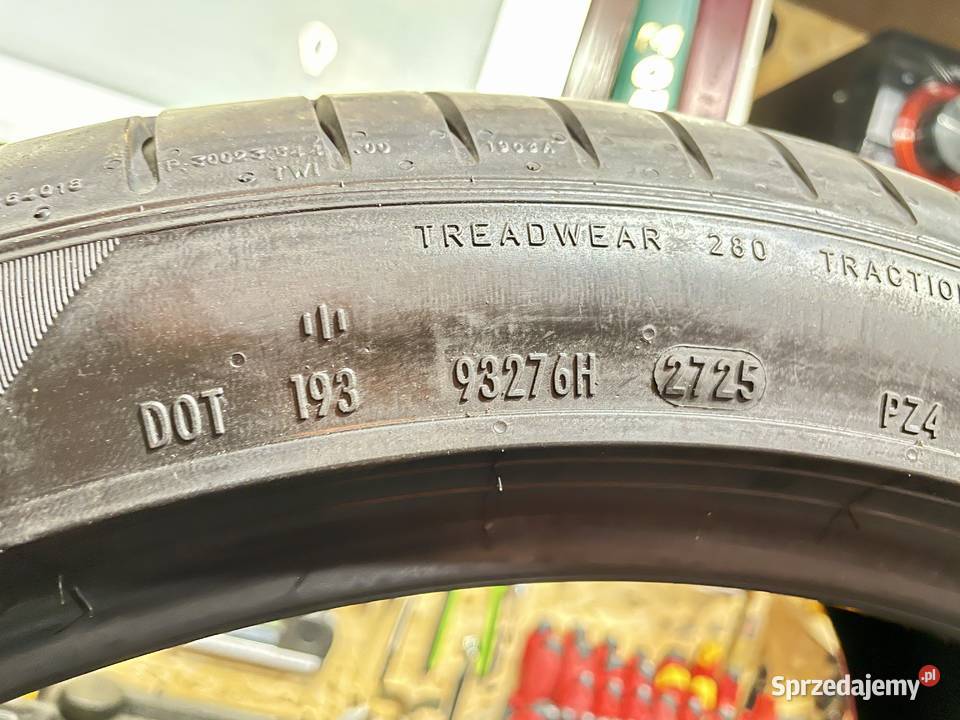 TWI
TREADWEAR 280 TRACTION
DOT 193 93276H 2725 PZ4
Sprzedajemy.pl